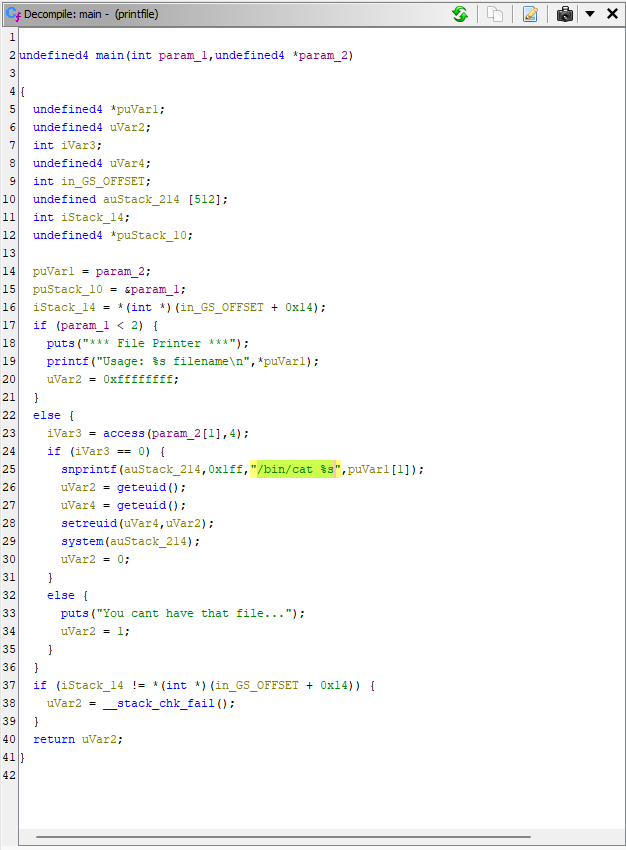 Decompile: main - (printfile)
1
2 undefined4 main(int param_1,undefined4 *param_2)
3
4 {
5 undefined4 *puVar1;
6 undefined4 uVar2;
7 int iVar3;
8 undefined4 uVar4;
9 int in_GS_OFFSET;
10 undefined auStack_214 [512];
11 int iStack_14;
12 undefined4 *puStack_10;
13
14 puVar1 = param_2;
15 puStack_10 = &param_1;
16 iStack_14 = *(int *)(in_GS_OFFSET + 0x14);
17 if (param_1 < 2) {
18 puts("*** File Printer ***");
19 printf("Usage: %s filename\n",*puVar1);
20 uVar2 = 0xffffffff;
21 }
22 else {
23 iVar3 = access(param_2[1],4);
24 if (iVar3 == 0) {
25 snprintf(auStack_214,0x1ff,"/bin/cat %s",puVar1[1]);
26 uVar2 = geteuid();
27 uVar4 = geteuid();
28 setreuid(uVar4,uVar2);
29 system(auStack_214);
30 uVar2 = 0;
31 }
32 else {
33 puts("You cant have that file...");
34 uVar2 = 1;
35 }
36 }
37 if (iStack_14 != *(int *)(in_GS_OFFSET + 0x14)) {
38 uVar2 = __stack_chk_fail();
39 }
40 return uVar2;
41 }
42